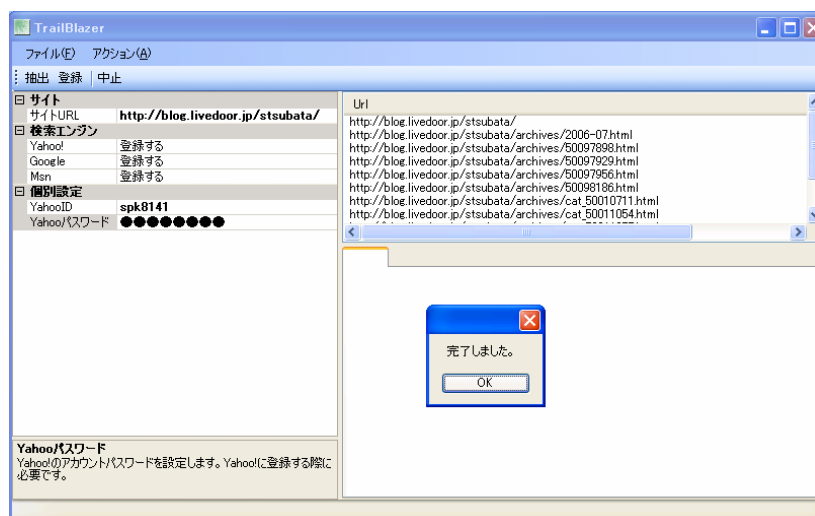 TrailBlazer
ファイル(F) アクション(A)
抽出 登録 中止
サイト
サイトURL http://blog.livedoor.jp/stsubata/
検索エンジン
Yahoo! 登録する
Google 登録する
Msn 登録する
個別設定
YahooID spk8141
Yahooパスワード ●●●●●●●●
Yahooパスワード
Yahoo!のアカウントパスワードを設定します。Yahoo!に登録する際に
必要です。
Url
http://blog.livedoor.jp/stsubata/
http://blog.livedoor.jp/stsubata/archives/2006-07.html
http://blog.livedoor.jp/stsubata/archives/50097898.html
http://blog.livedoor.jp/stsubata/archives/50097929.html
http://blog.livedoor.jp/stsubata/archives/50097956.html
http://blog.livedoor.jp/stsubata/archives/50098186.html
http://blog.livedoor.jp/stsubata/archives/cat_50010711.html
http://blog.livedoor.jp/stsubata/archives/cat_50011054.html
完了しました。
OK